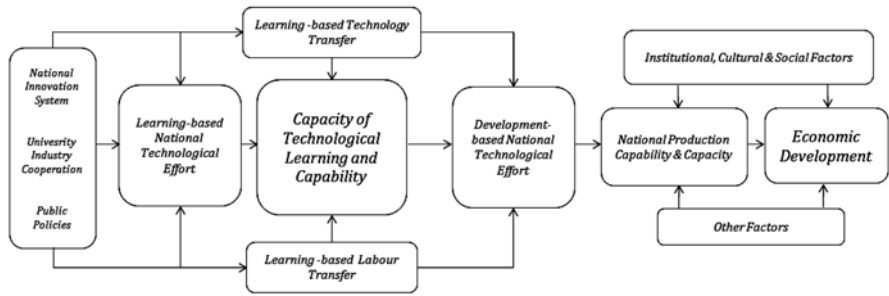 Learning -based Technology
Transfer
National
Innovation
System
Univesrity
Industry
Cooperation
Public
Policies
Learning-based
National
Technological
Effort
Capacity of
Technological
Learning and
Capability
Learning -based Labour
Transfer
Development-
based National
Technological
Effort
Institutional, Cultural & Social Factors
National Production
Capability & Capacity
Economic
Development
Other Factors